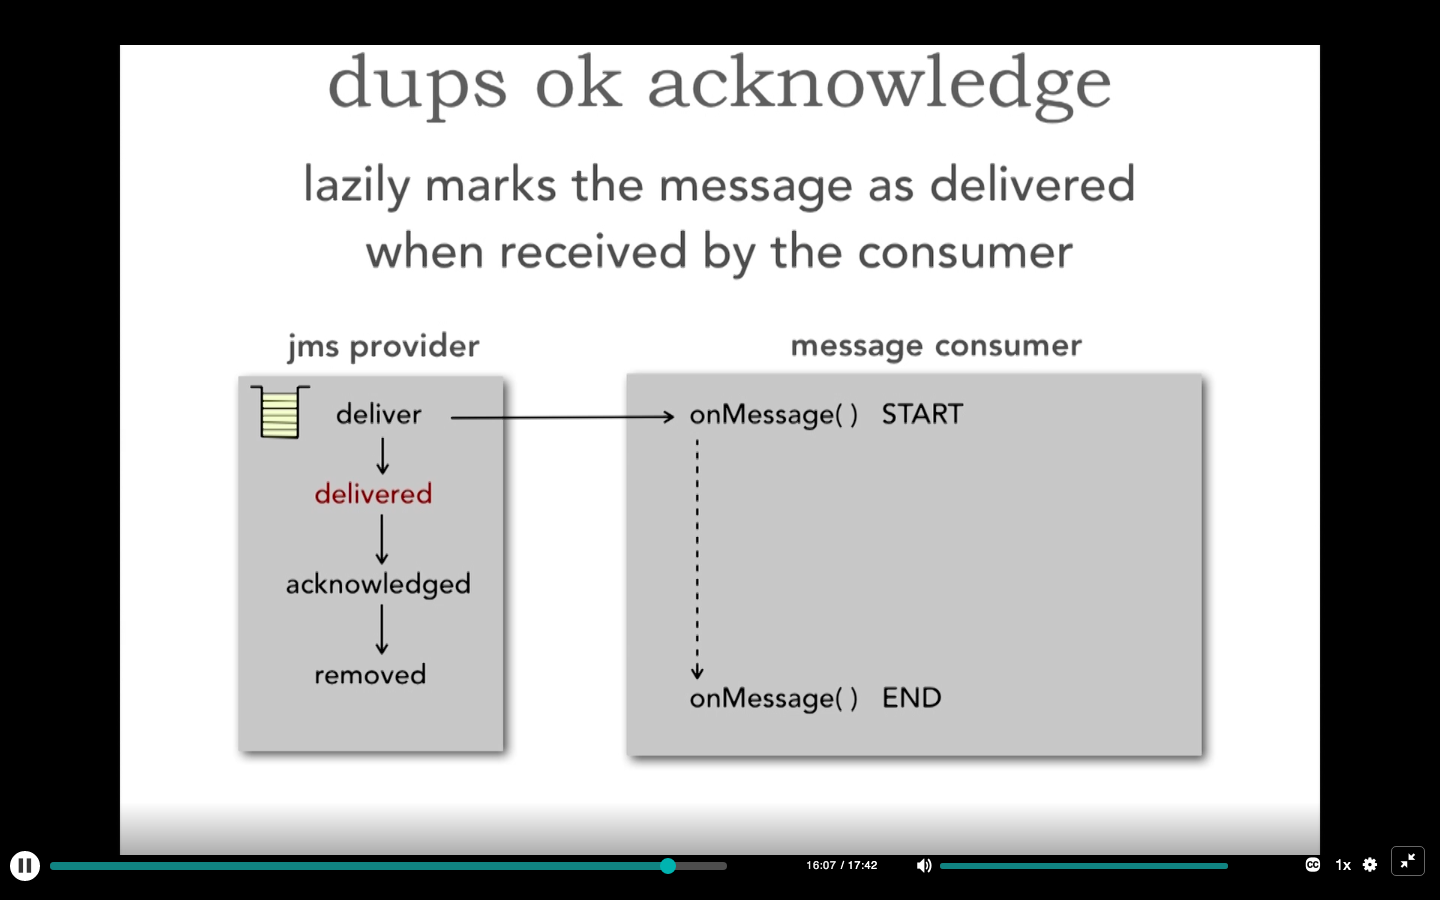 dups ok acknowledge
lazily marks the message as delivered
when received by the consumer
jms provider
message consumer
deliver
onMessage( ) START
delivered
acknowledged
removed
onMessage( ) END
16:07 / 17:42
CC
1x